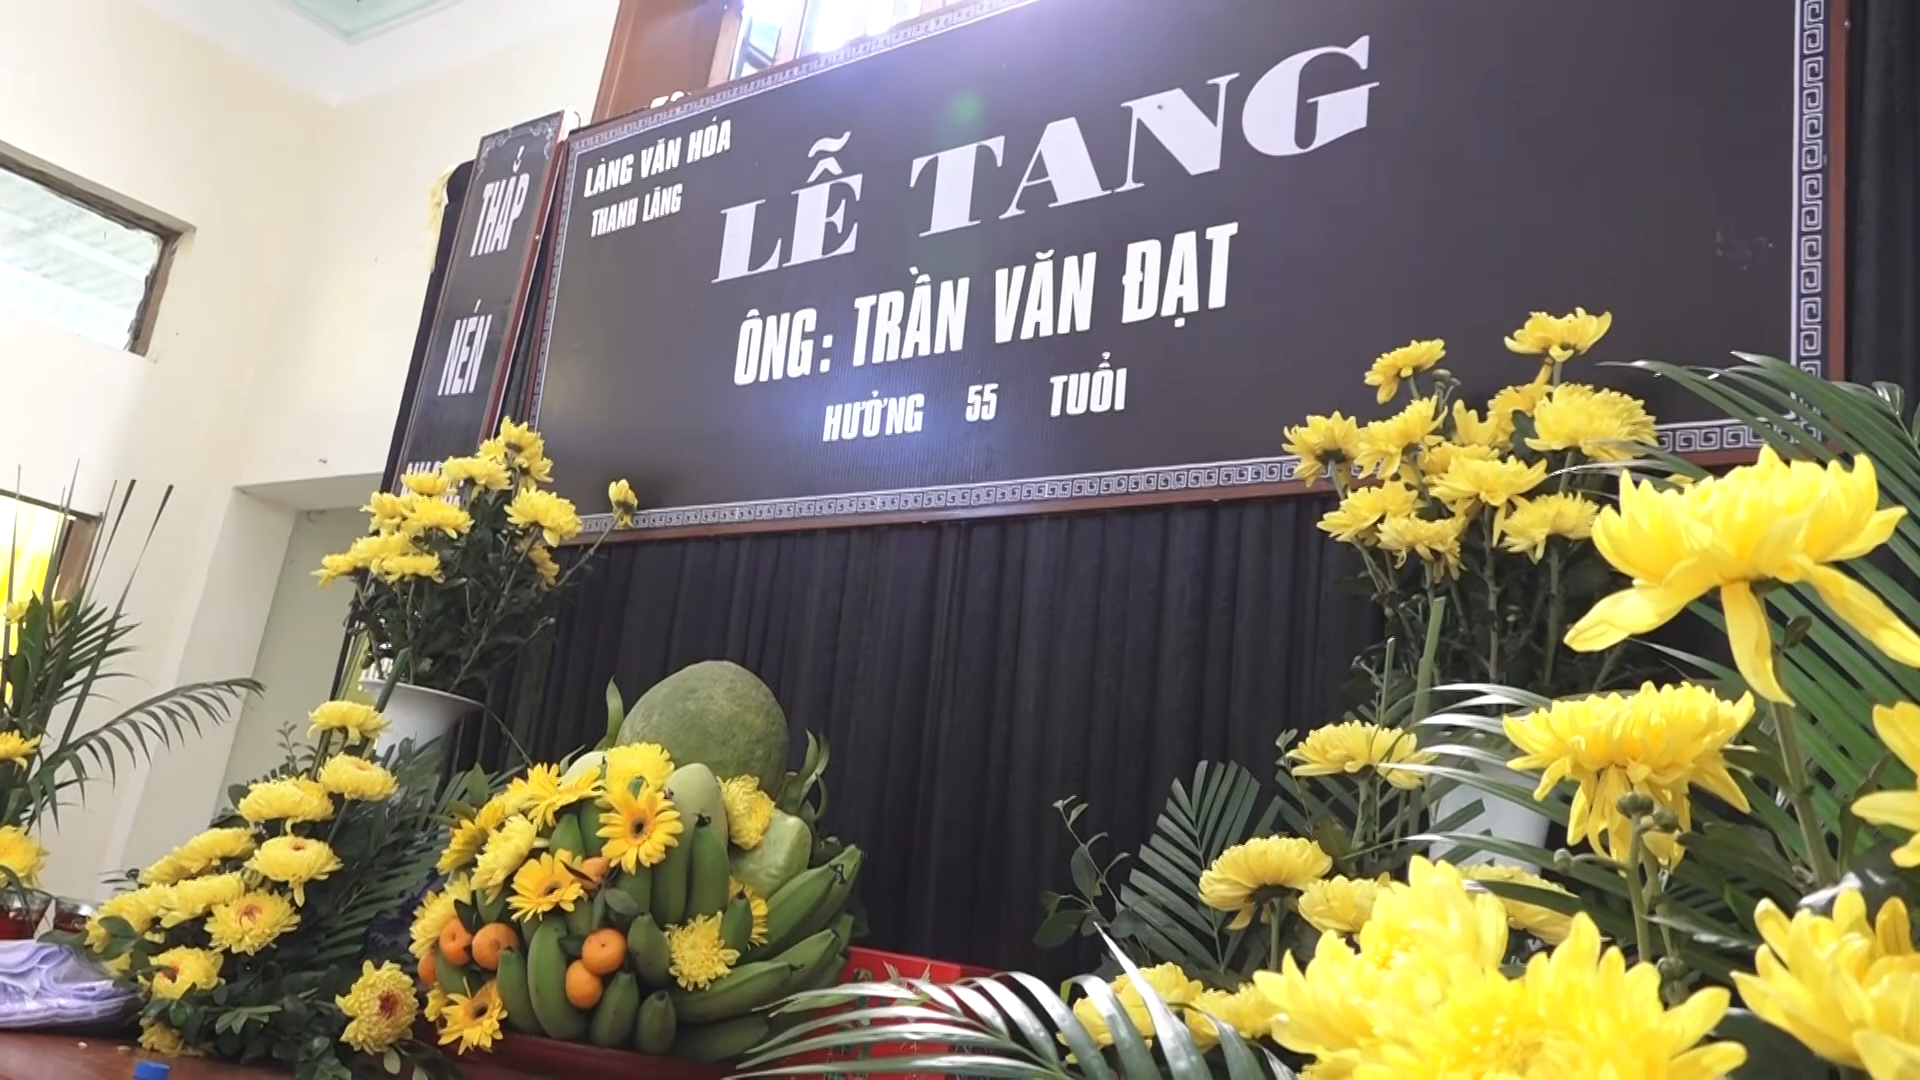 THẮP
NÉN
LÀNG VĂN HÓA
THANH LÃNG
LỄ TANG
ÔNG: TRẦN VĂN ĐẠT
HƯỞNG 55 TUỔI